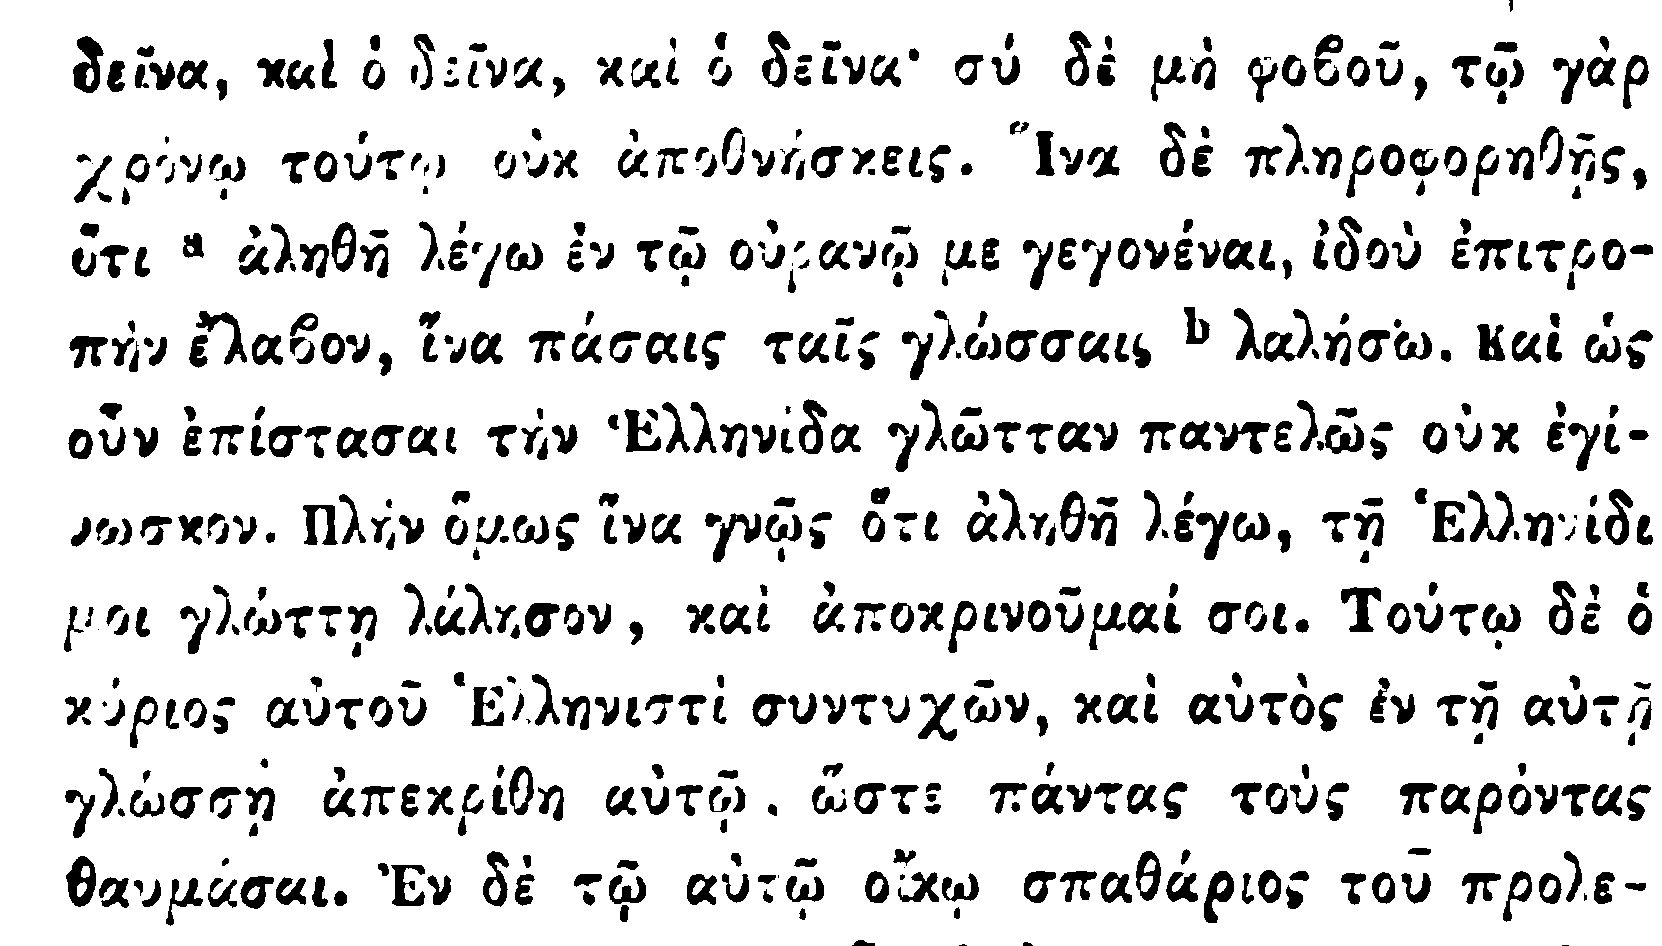 δεῖνα, καὶ ὁ δεῖνα, καὶ ὁ δεῖνα· σύ δὲ μὴ φοβοῦ, τῷ γὰρ
χρόνῳ τούτῳ οὐκ ἀποθνήσκεις. Ἵνα δὲ πληροφορηθῇς,
ὅτι a ἀληθῆ λέγω ἐν τῷ οὐρανῷ με γεγονέναι, ἰδοὺ ἐπιτρο-
πὴν ἔλαβον, ἵνα πάσαις ταῖς γλώσσαις b λαλήσω. Καὶ ὡς
οὖν ἐπίστασαι τὴν Ἑλληνίδα γλῶτταν παντελῶς οὐκ ἐγί-
νωσκον. Πλὴν ὅμως ἵνα γνῷς ὅτι ἀληθῆ λέγω, τῇ Ἑλληνίδι
μοι γλώττῃ λάλησον, καὶ ἀποκρινοῦμαί σοι. Τούτῳ δὲ ὁ
κύριος αὐτοῦ Ἑλληνιστὶ συντυχῶν, καὶ αὐτὸς ἐν τῇ αὐτῇ
γλώσσῃ ἀπεκρίθη αὐτῷ. ὥστε πάντας τοὺς παρόντας
θαυμάσαι. Ἐν δὲ τῷ αὐτῷ οἴκῳ σπαθάριος τοῦ προλε-